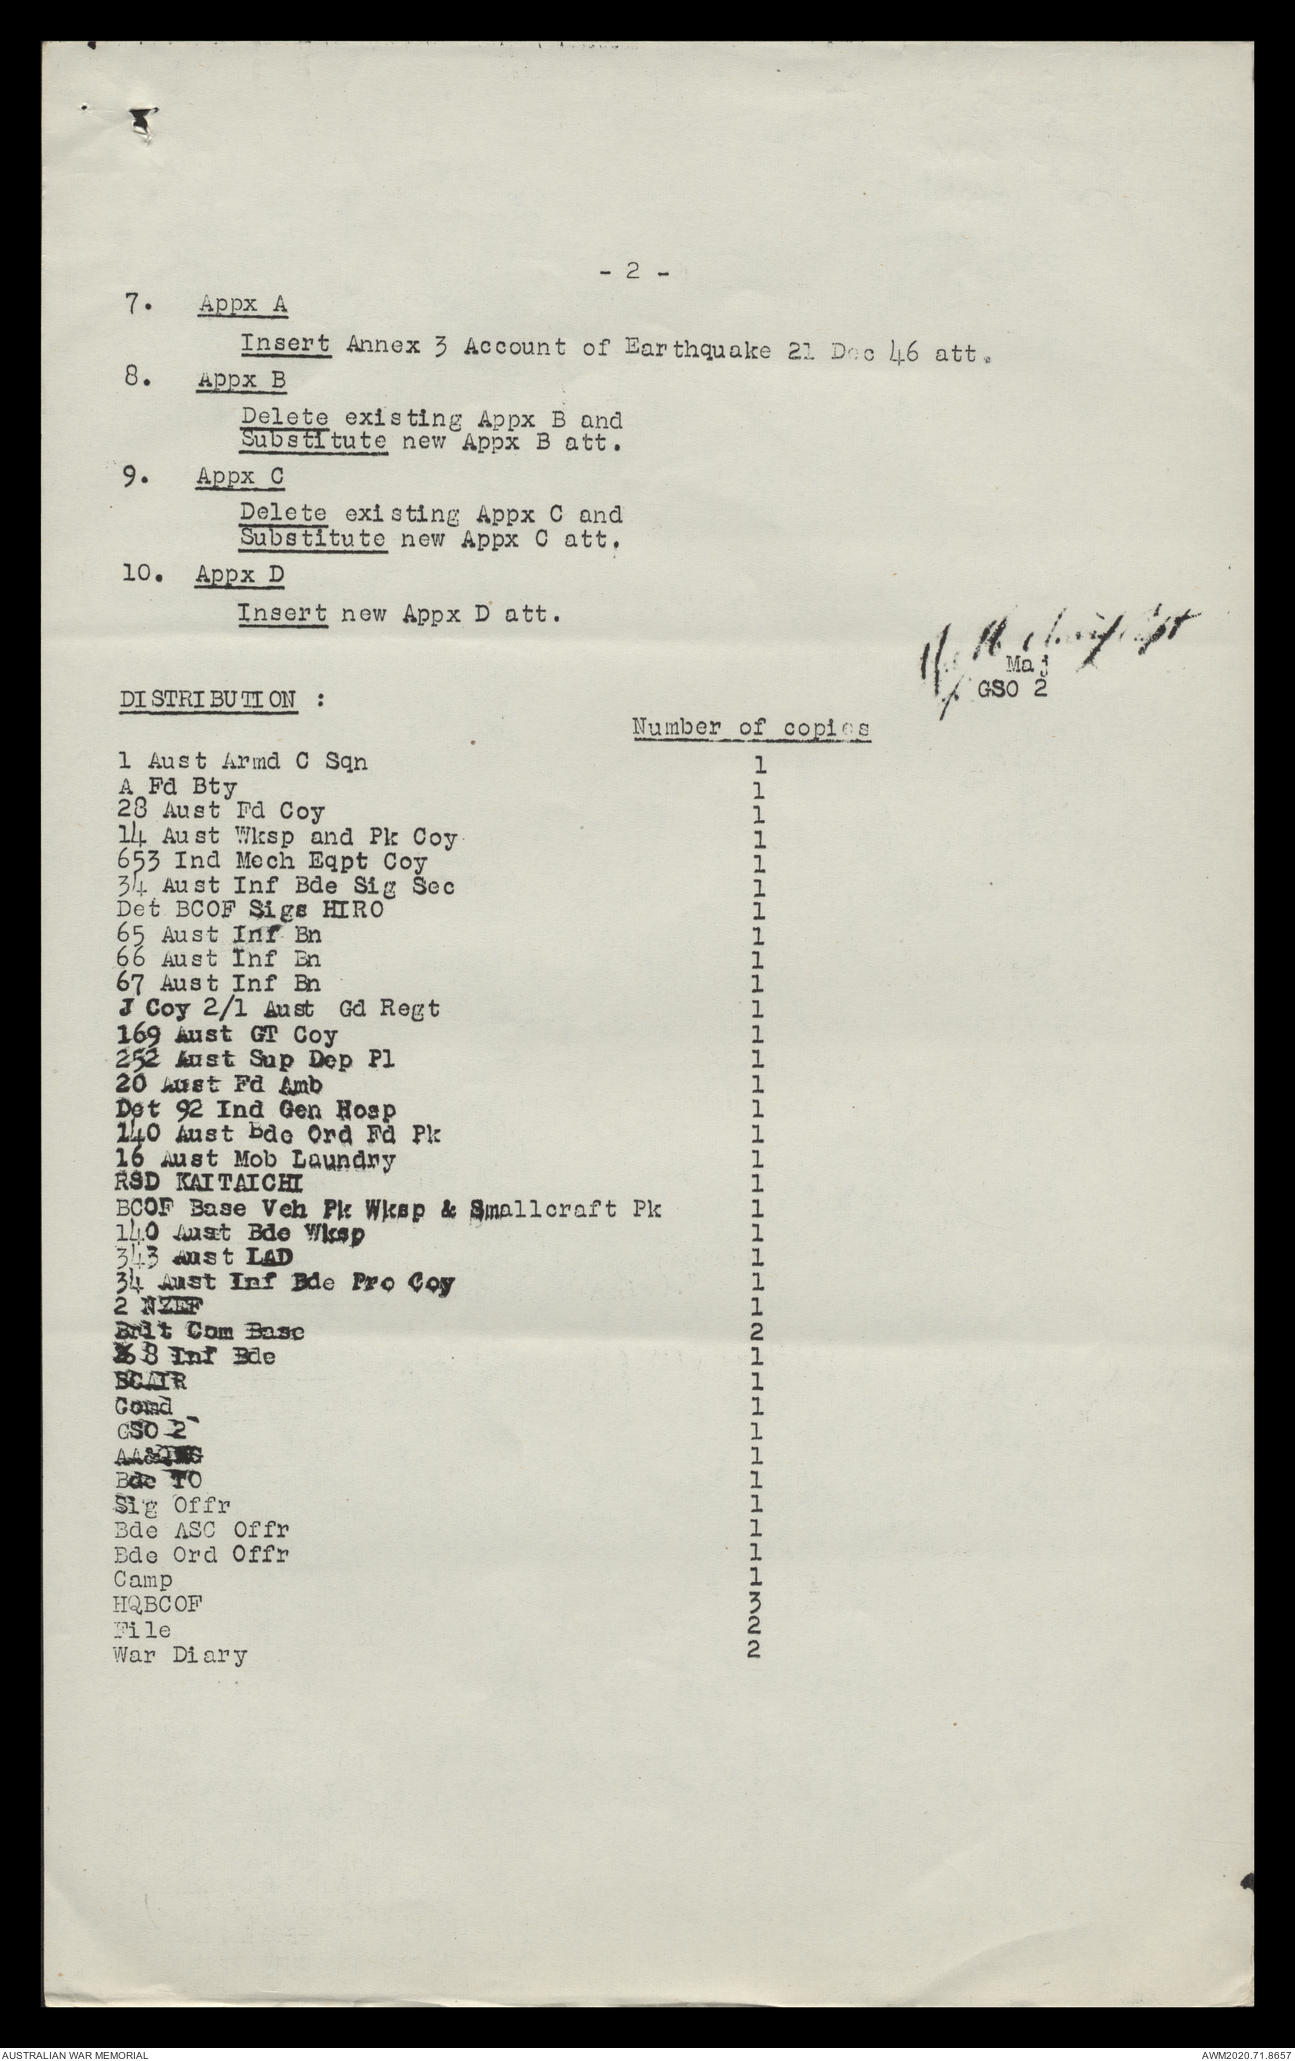 - 2 -
7. Appx A
Insert Annex 3 Account of Earthquake 21 Dec 46 att.
8. Appx B
Delete existing Appx B and
Substitute new Appx B att.
9. Appx C
Delete existing Appx C and
Substitute new Appx C att.
10. Appx D
Insert new Appx D att.
Capt
Maj
GSO 2
DISTRIBUTION :
Number of copies
1 Aust Armd C Sqn 1
A Fd Bty 1
28 Aust Fd Coy 1
14 Aust Wksp and Pk Coy 1
653 Ind Mech Eqpt Coy 1
34 Aust Inf Bde Sig Sec 1
Det BCOF Sigs HIRO 1
65 Aust Inf Bn 1
66 Aust Inf Bn 1
67 Aust Inf Bn 1
J Coy 2/1 Aust Gd Regt 1
169 Aust GT Coy 1
252 Aust Sup Dep Pl 1
20 Aust Fd Amb 1
Det 92 Ind Gen Hosp 1
140 Aust Bde Ord Fd Pk 1
16 Aust Mob Laundry 1
RSD KAITAICHI 1
BCOF Base Veh Pk Wksp & Smallcraft Pk 1
140 Aust Bde Wksp 1
343 Aust LAD 1
34 Aust Inf Bde Pro Coy 1
2 NZEF 1
Brit Com Base 2
268 Inf Bde 1
BCAIR 1
Comd 1
GSO 2 1
AA&QMG 1
Bde TO 1
Sig Offr 1
Bde ASC Offr 1
Bde Ord Offr 1
Camp 1
HQBCOF 3
File 2
War Diary 2
AUSTRALIAN WAR MEMORIAL
AWM2020.71.8657